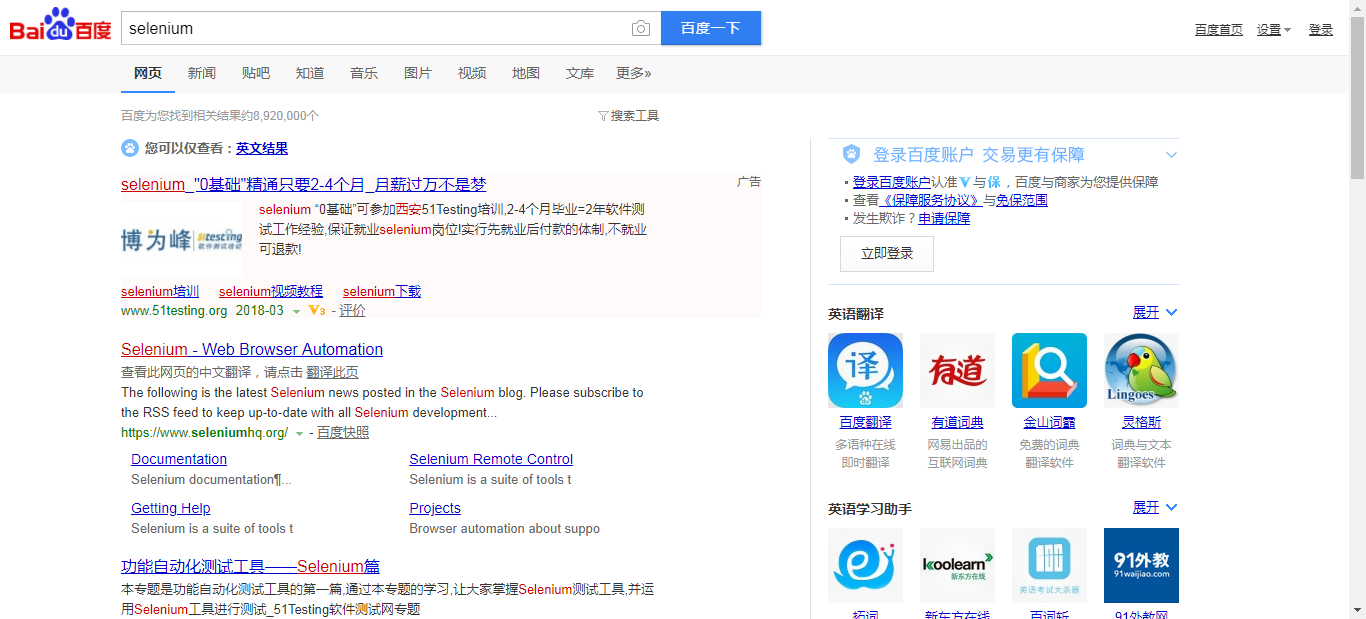 Bai du 百度
selenium
百度一下
百度首页 设置 登录
网页 新闻 贴吧 知道 音乐 图片 视频 地图 文库 更多»
百度为您找到相关结果约8,920,000个
搜索工具
您可以仅查看：英文结果
selenium_"0基础"精通只要2-4个月_月薪过万不是梦
广告
博为峰 51testing 软件测试培训
selenium “0基础”可参加西安51Testing培训,2-4个月毕业=2年软件测
试工作经验,保证就业selenium岗位!实行先就业后付款的体制,不就业
可退款!
selenium培训 selenium视频教程 selenium下载
www.51testing.org 2018-03 V3 - 评价
Selenium - Web Browser Automation
查看此网页的中文翻译，请点击 翻译此页
The following is the latest Selenium news posted in the Selenium blog. Please subscribe to
the RSS feed to keep up-to-date with all Selenium development...
https://www.seleniumhq.org/ - 百度快照
Documentation
Selenium documentation¶...
Selenium Remote Control
Selenium is a suite of tools t
Getting Help
Selenium is a suite of tools t
Projects
Browser automation about suppo
功能自动化测试工具——Selenium篇
本专题是功能自动化测试工具的第一篇,通过本专题的学习,让大家掌握Selenium测试工具,并运
用Selenium工具进行测试_51Testing软件测试网专题
登录百度账户 交易更有保障
登录百度账户认准V与保，百度与商家为您提供保障
查看《保障服务协议》与免保范围
发生欺诈？申请保障
立即登录
英语翻译
展开
译
有道
Lingoes
百度翻译 有道词典 金山词霸 灵格斯
多语种在线 网易出品的 免费的词典 词典与文本
即时翻译 互联网词典 翻译软件 翻译软件
英语学习助手
展开
koolearn
新东方在线
英语考试大杀器
91外教
91waijiao.com
拓词 新东方在线 百词斩 91外教网